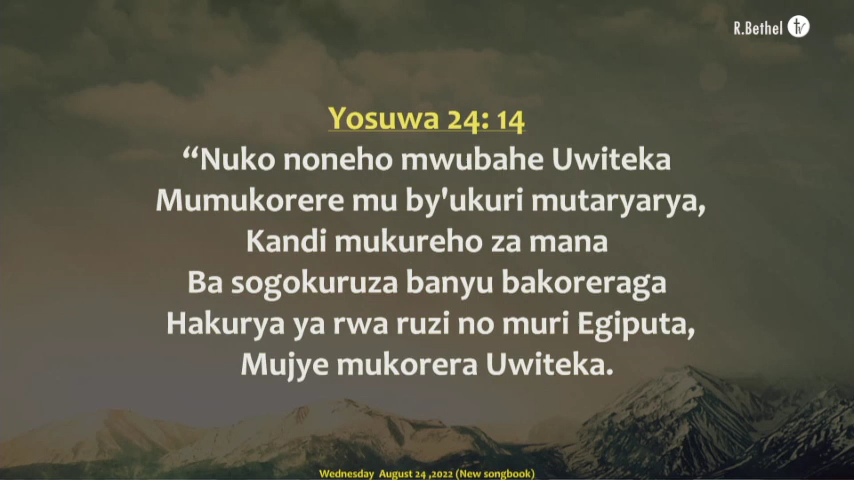 R.Bethel tv
Yosuwa 24: 14
“Nuko noneho mwubahe Uwiteka
Mumukorere mu by'ukuri mutaryarya,
Kandi mukureho za mana
Ba sogokuruza banyu bakoreraga
Hakurya ya rwa ruzi no muri Egiputa,
Mujye mukorera Uwiteka.
Wednesday August 24 ,2022 (New songbook)